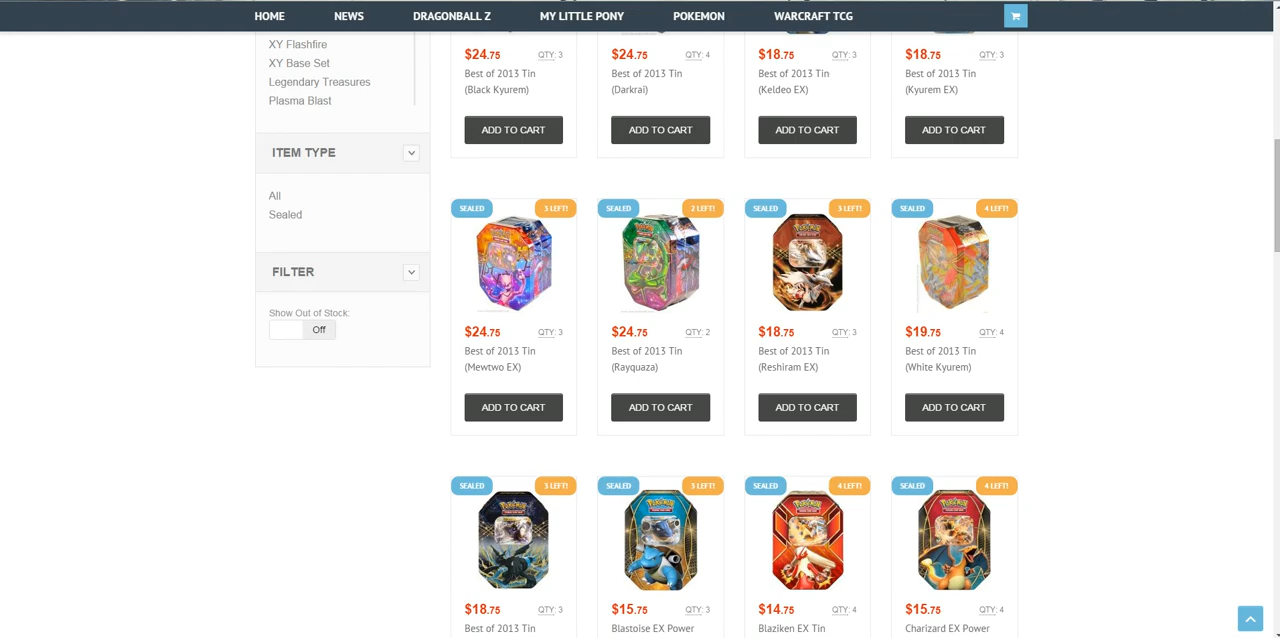 HOME NEWS DRAGONBALL Z MY LITTLE PONY POKEMON WARCRAFT TCG
XY Flashfire
XY Base Set
Legendary Treasures
Plasma Blast
ITEM TYPE
All
Sealed
FILTER
Show Out of Stock:
Off
$24.75 QTY: 3
Best of 2013 Tin
(Black Kyurem)
ADD TO CART
$24.75 QTY: 4
Best of 2013 Tin
(Darkrai)
ADD TO CART
$18.75 QTY: 3
Best of 2013 Tin
(Keldeo EX)
ADD TO CART
$18.75 QTY: 3
Best of 2013 Tin
(Kyurem EX)
ADD TO CART
SEALED 3 LEFT!
$24.75 QTY: 3
Best of 2013 Tin
(Mewtwo EX)
ADD TO CART
SEALED 2 LEFT!
$24.75 QTY: 2
Best of 2013 Tin
(Rayquaza)
ADD TO CART
SEALED 3 LEFT!
POKéMON
$18.75 QTY: 3
Best of 2013 Tin
(Reshiram EX)
ADD TO CART
SEALED 4 LEFT!
$19.75 QTY: 4
Best of 2013 Tin
(White Kyurem)
ADD TO CART
SEALED 3 LEFT!
POKéMON
$18.75 QTY: 3
Best of 2013 Tin
SEALED 3 LEFT!
POKéMON
$15.75 QTY: 3
Blastoise EX Power
SEALED 4 LEFT!
POKéMON
$14.75 QTY: 4
Blaziken EX Tin
SEALED 4 LEFT!
POKéMON
$15.75 QTY: 4
Charizard EX Power